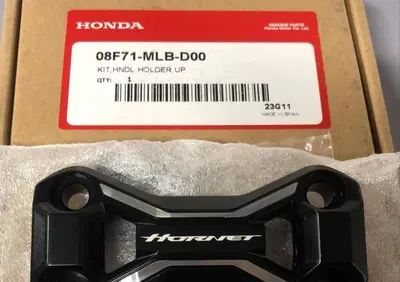 HONDA
GENUINE PARTS
Honda Motor Co., Ltd.
08F71-MLB-D00
KIT,HNDL HOLDER UP
QTY: 1
23G11
MADE IN SPAIN
HORNET